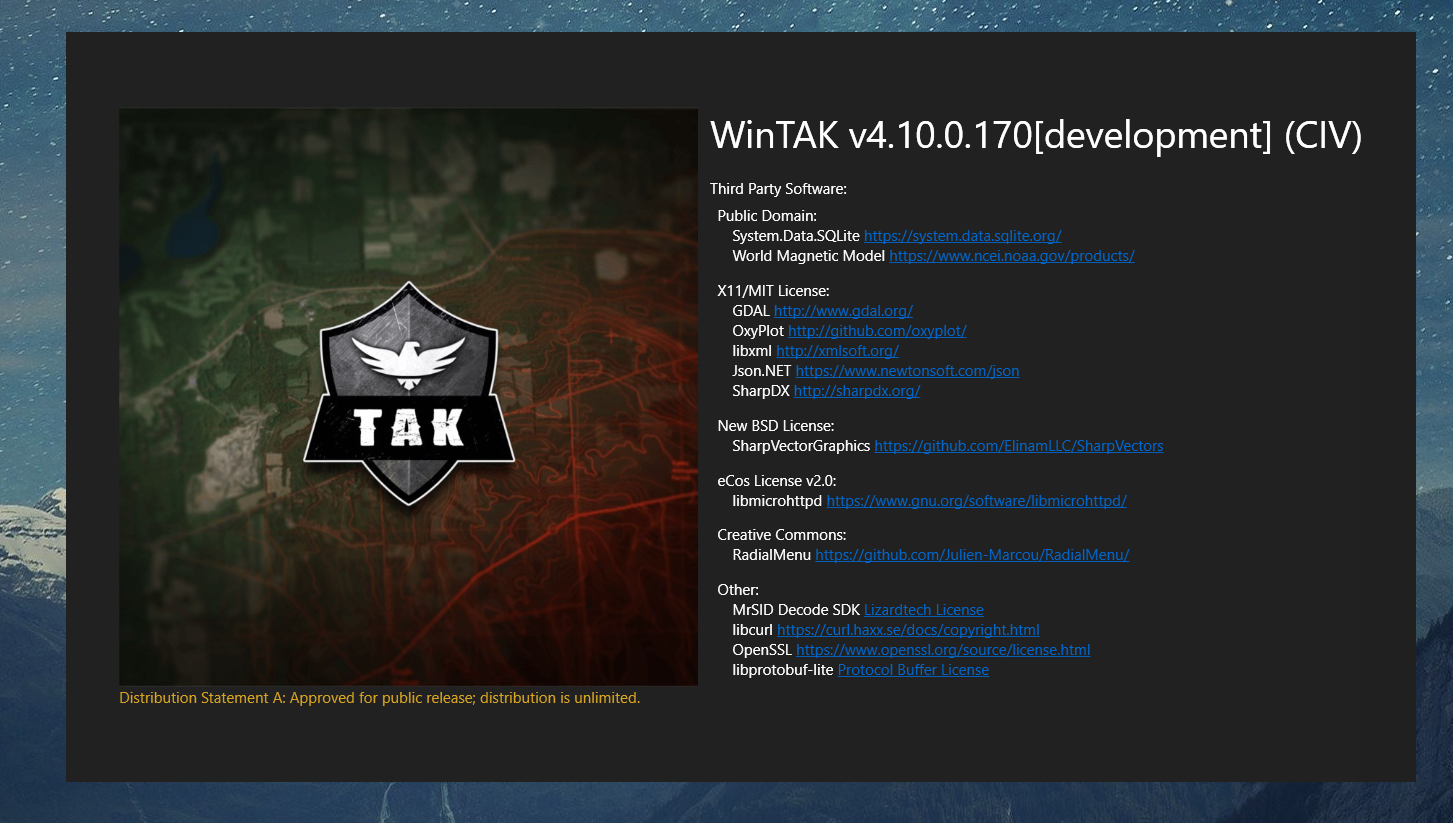 WinTAK v4.10.0.170[development] (CIV)
Third Party Software:
Public Domain:
System.Data.SQLite https://system.data.sqlite.org/
World Magnetic Model https://www.ncei.noaa.gov/products/
X11/MIT License:
GDAL http://www.gdal.org/
OxyPlot http://github.com/oxyplot/
libxml http://xmlsoft.org/
Json.NET https://www.newtonsoft.com/json
SharpDX http://sharpdx.org/
New BSD License:
SharpVectorGraphics https://github.com/ElinamLLC/SharpVectors
eCos License v2.0:
libmicrohttpd https://www.gnu.org/software/libmicrohttpd/
Creative Commons:
RadialMenu https://github.com/Julien-Marcou/RadialMenu/
Other:
MrSID Decode SDK Lizardtech License
libcurl https://curl.haxx.se/docs/copyright.html
OpenSSL https://www.openssl.org/source/license.html
libprotobuf-lite Protocol Buffer License
TAK
Distribution Statement A: Approved for public release; distribution is unlimited.